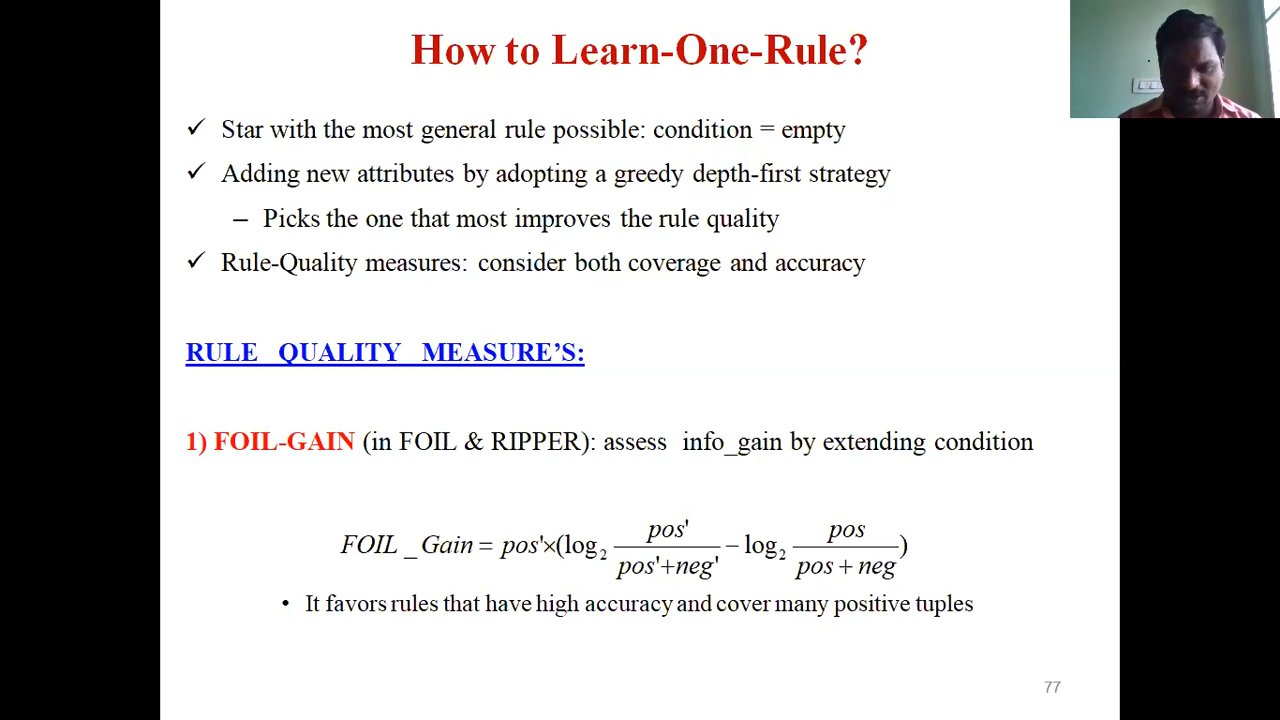 How to Learn-One-Rule?
✓ Star with the most general rule possible: condition = empty
✓ Adding new attributes by adopting a greedy depth-first strategy
– Picks the one that most improves the rule quality
✓ Rule-Quality measures: consider both coverage and accuracy
RULE QUALITY MEASURE’S:
1) FOIL-GAIN (in FOIL & RIPPER): assess info_gain by extending condition
FOIL_Gain = pos'×(log₂ pos'/(pos'+neg') − log₂ pos/(pos + neg))
• It favors rules that have high accuracy and cover many positive tuples
77